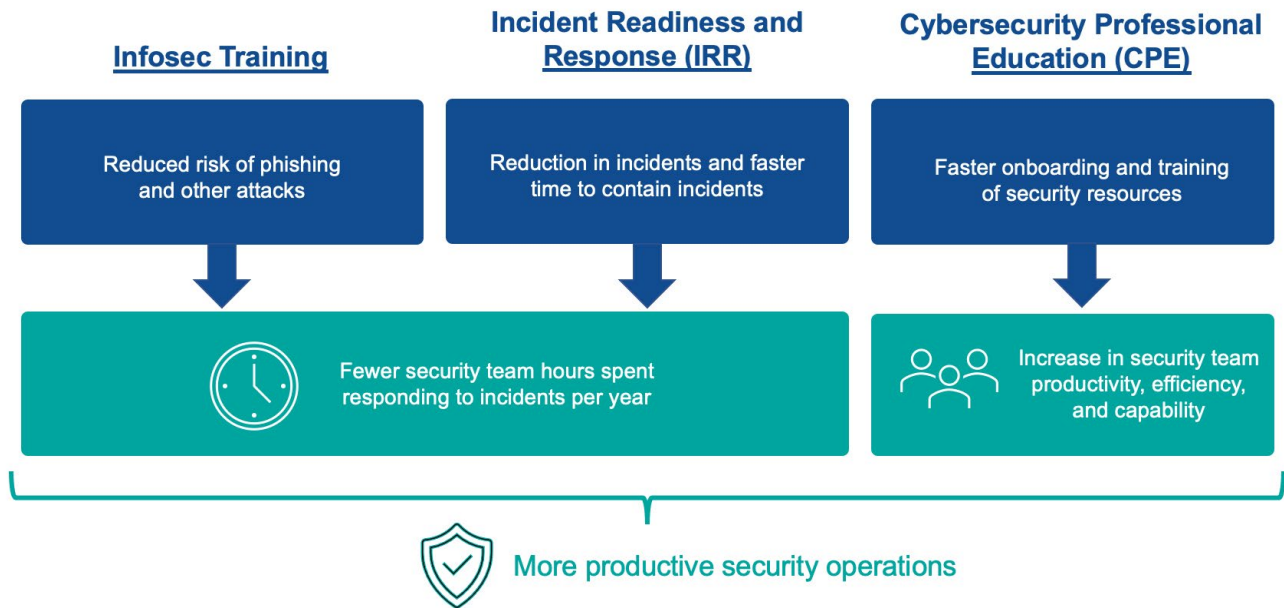 Infosec Training
Incident Readiness and
Response (IRR)
Cybersecurity Professional
Education (CPE)
Reduced risk of phishing
and other attacks
Reduction in incidents and faster
time to contain incidents
Faster onboarding and training
of security resources
Fewer security team hours spent
responding to incidents per year
Increase in security team
productivity, efficiency,
and capability
More productive security operations